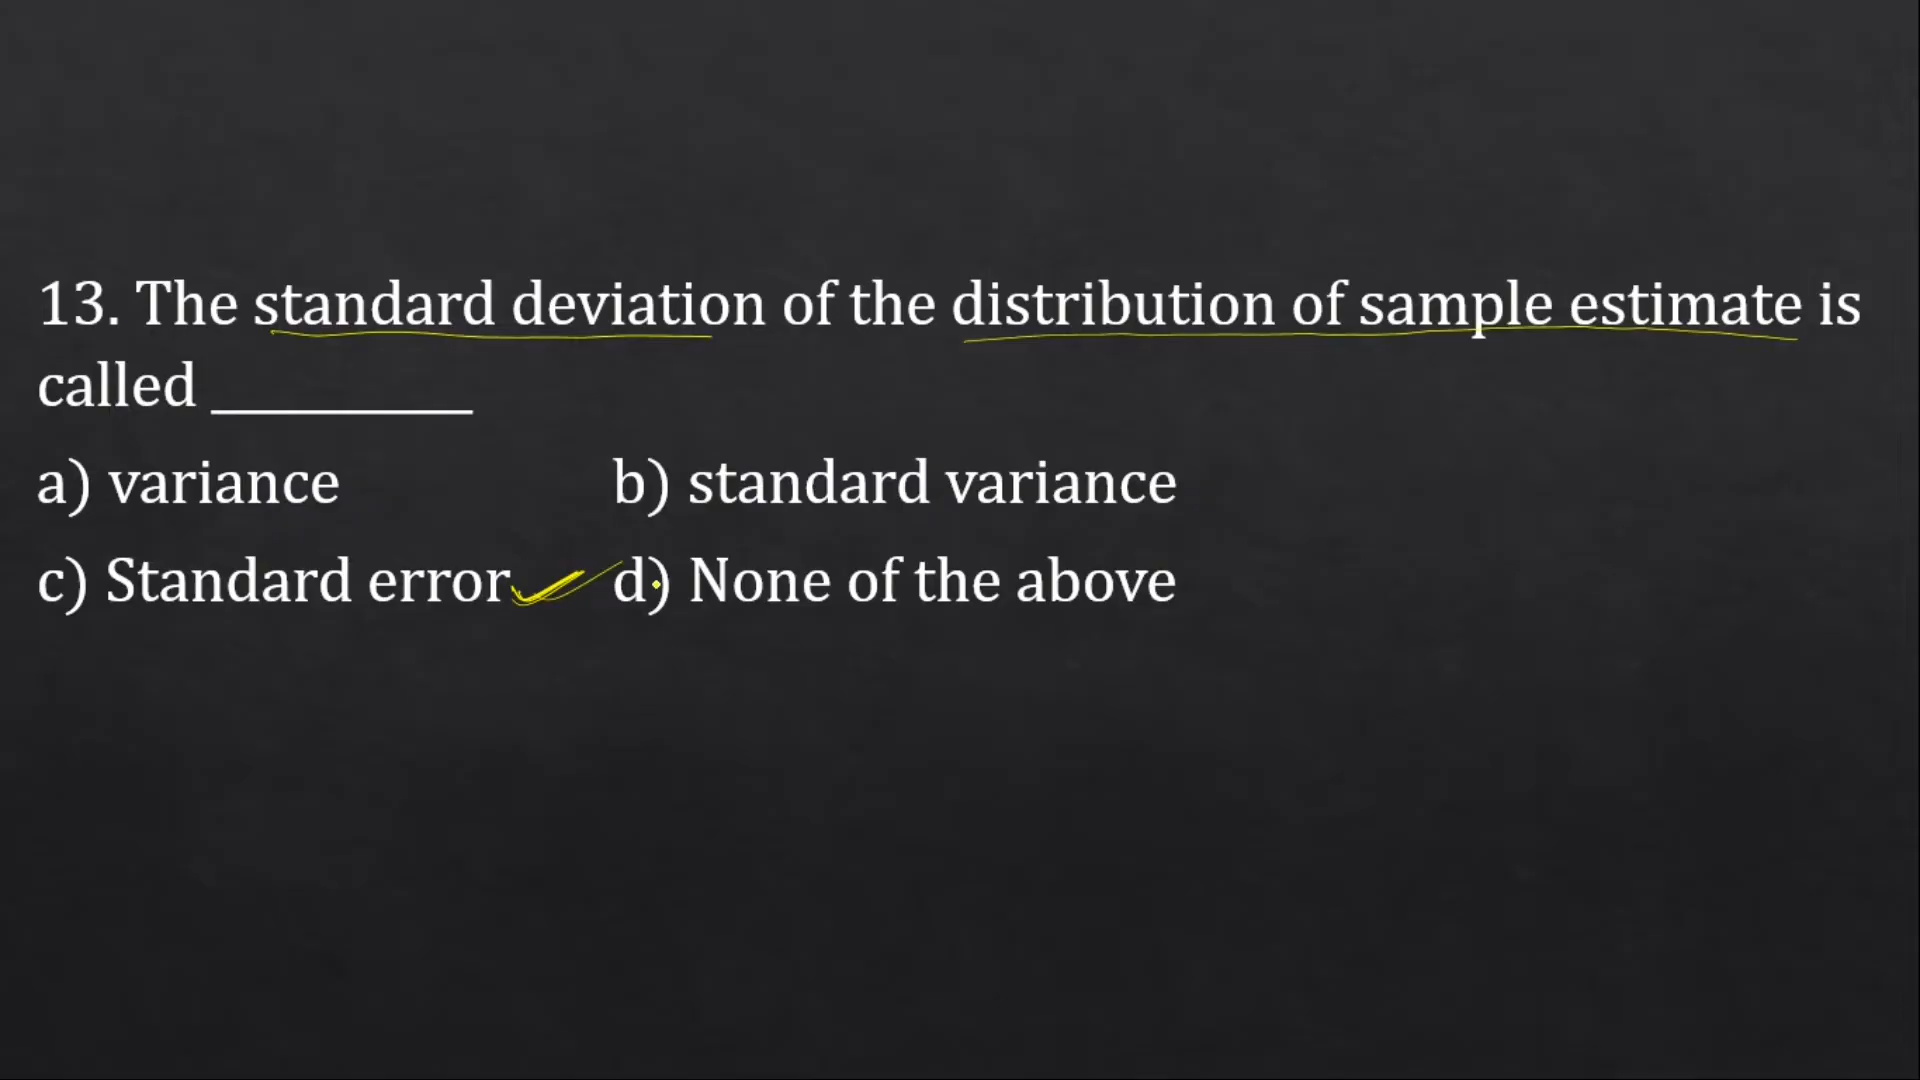 13. The standard deviation of the distribution of sample estimate is
called __________
a) variance b) standard variance
c) Standard error d) None of the above